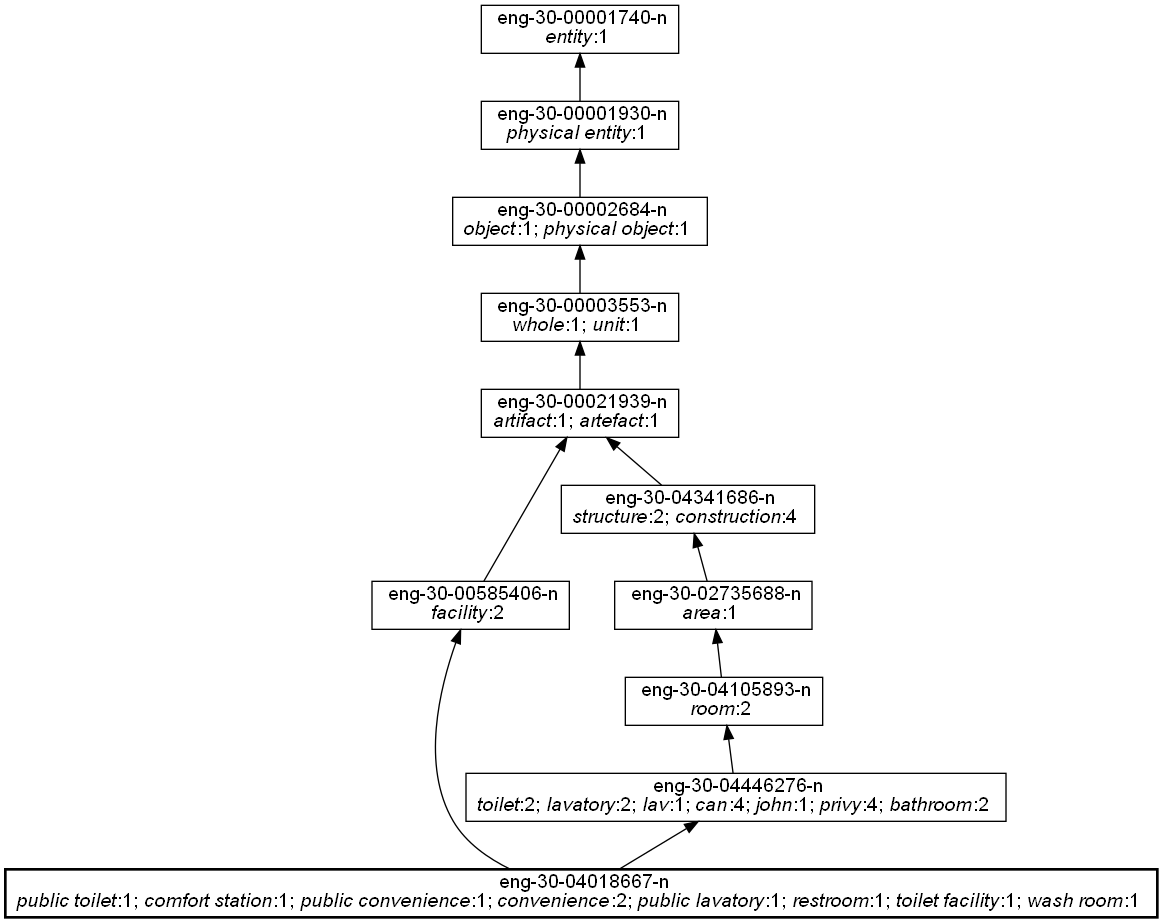 eng-30-00001740-n
entity:1
eng-30-00001930-n
physical entity:1
eng-30-00002684-n
object:1; physical object:1
eng-30-00003553-n
whole:1; unit:1
eng-30-00021939-n
artifact:1; artefact:1
eng-30-04341686-n
structure:2; construction:4
eng-30-00585406-n
facility:2
eng-30-02735688-n
area:1
eng-30-04105893-n
room:2
eng-30-04446276-n
toilet:2; lavatory:2; lav:1; can:4; john:1; privy:4; bathroom:2
eng-30-04018667-n
public toilet:1; comfort station:1; public convenience:1; convenience:2; public lavatory:1; restroom:1; toilet facility:1; wash room:1